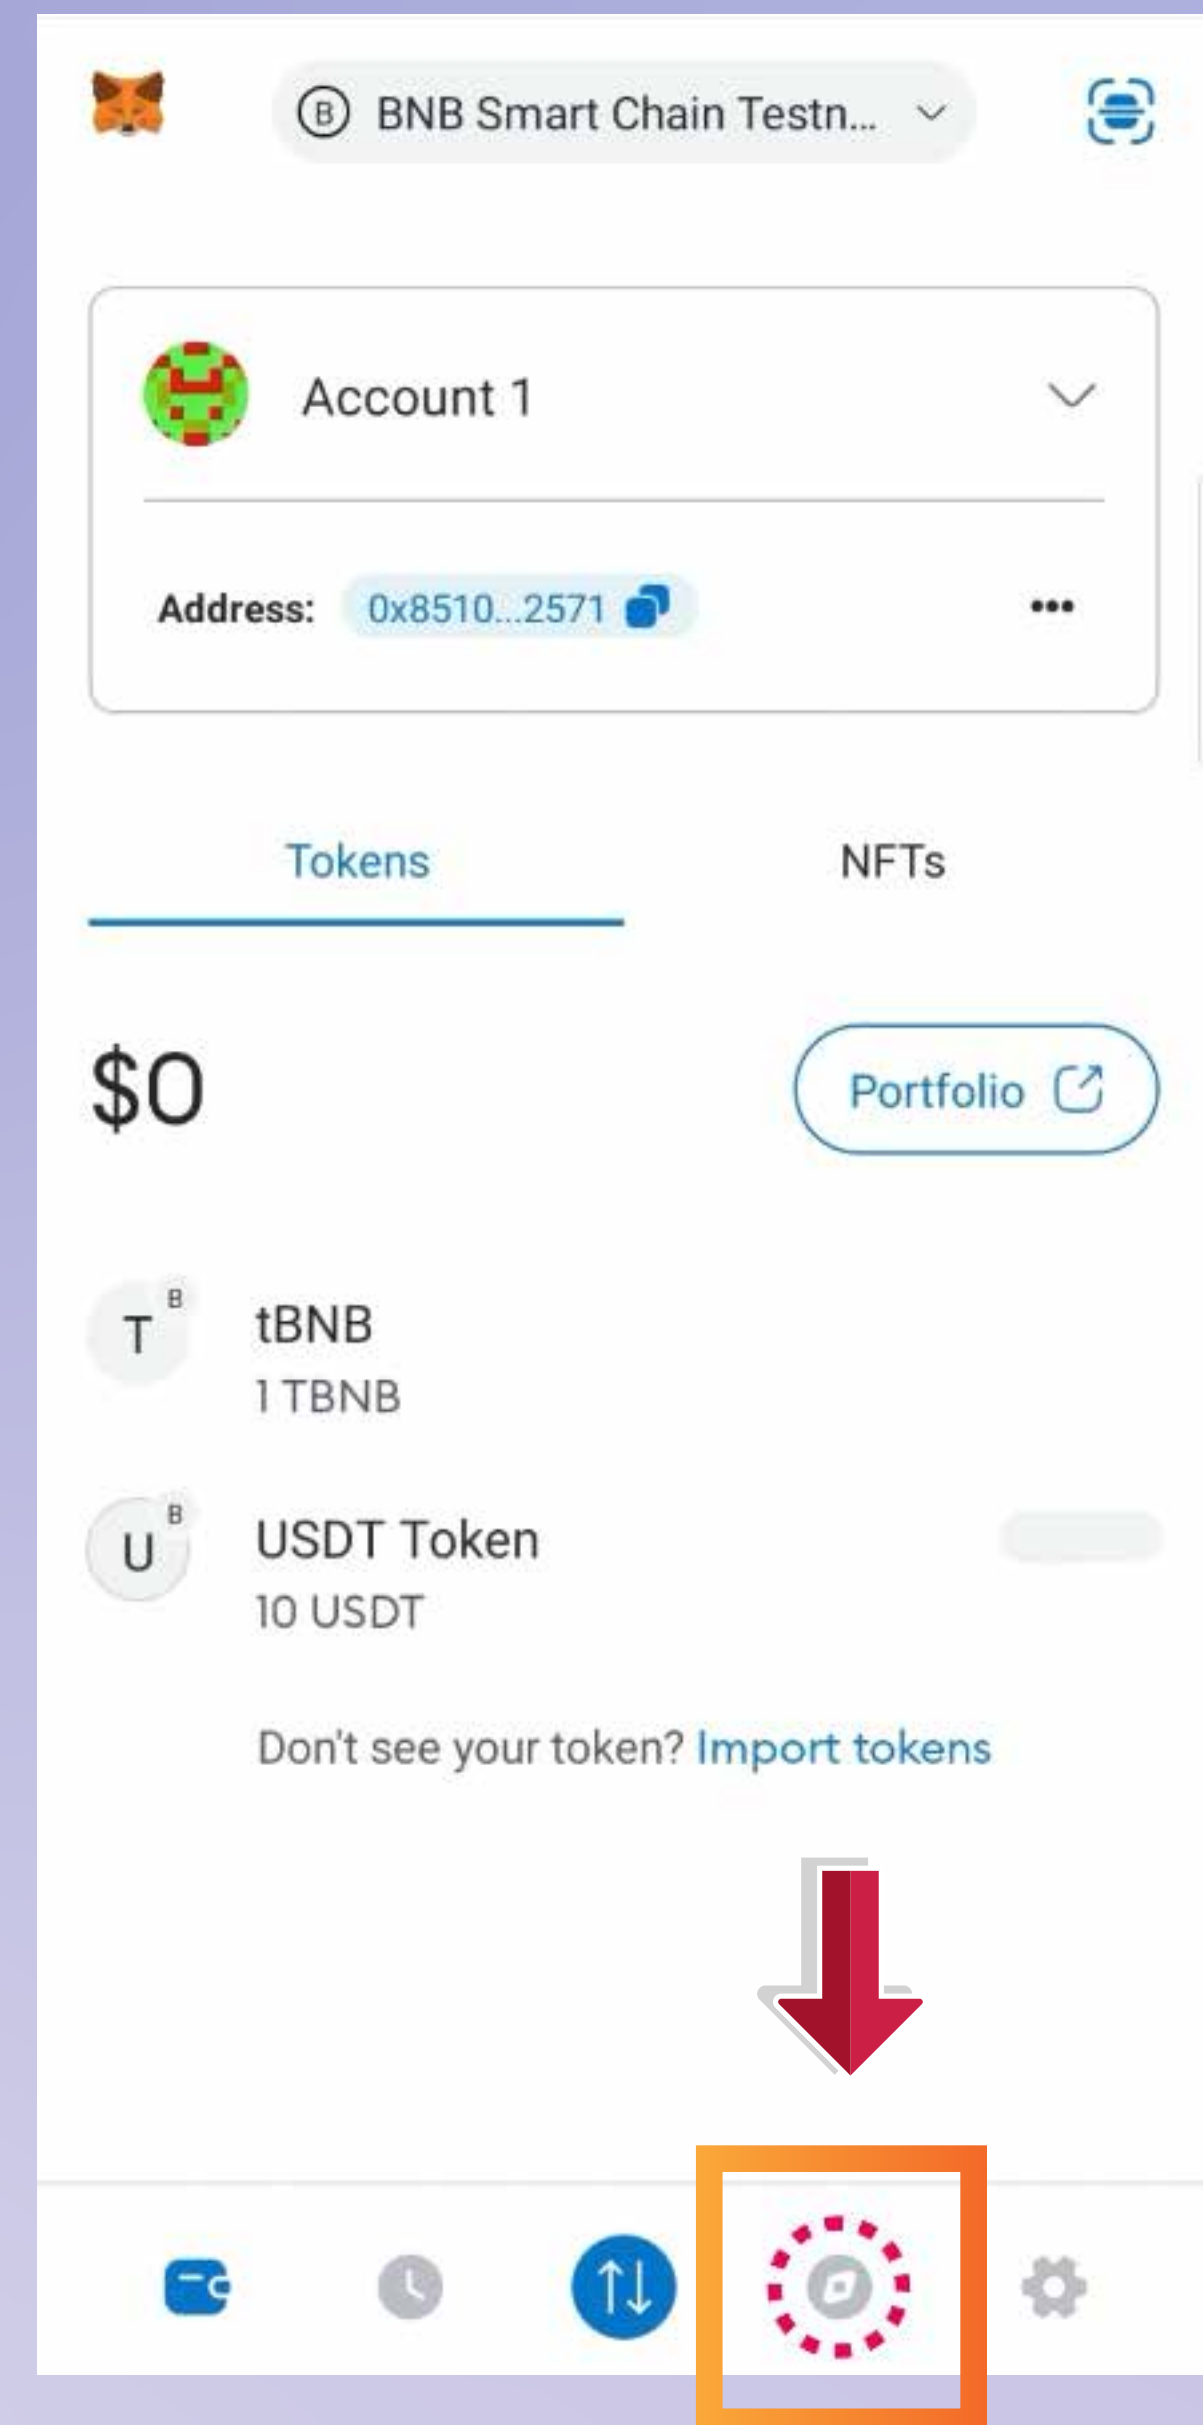 B BNB Smart Chain Testn...
Account 1
Address: 0x8510...2571
Tokens NFTs
$0 Portfolio
T B tBNB
1 TBNB
U B USDT Token
10 USDT
Don't see your token? Import tokens